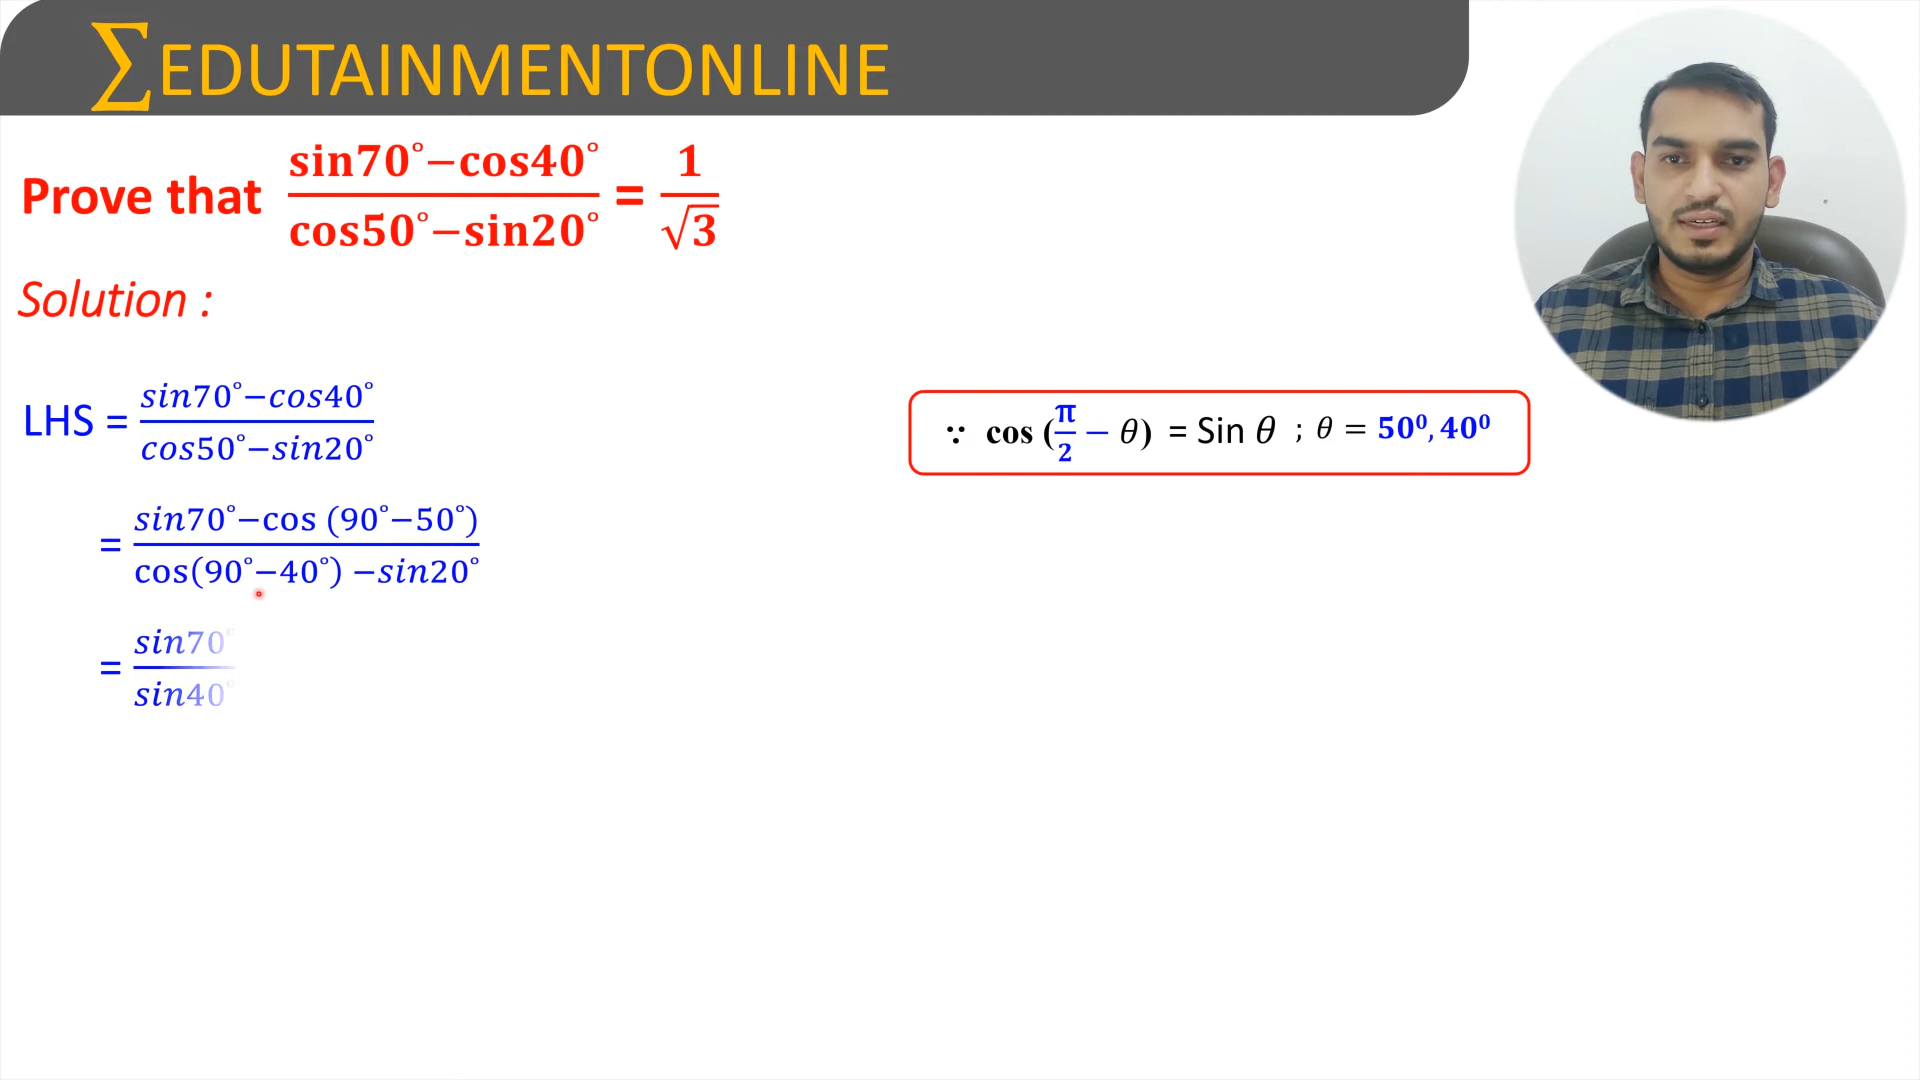 ∑EDUTAINMENTONLINE
Prove that (sin70°−cos40°)/(cos50°−sin20°) = 1/√3
Solution :
LHS = (sin70°−cos40°)/(cos50°−sin20°)
∵ cos (π/2 − θ) = Sin θ ; θ = 50⁰, 40⁰
= (sin70°−cos (90°−50°))/(cos(90°−40°) −sin20°)
= sin70°/sin40°